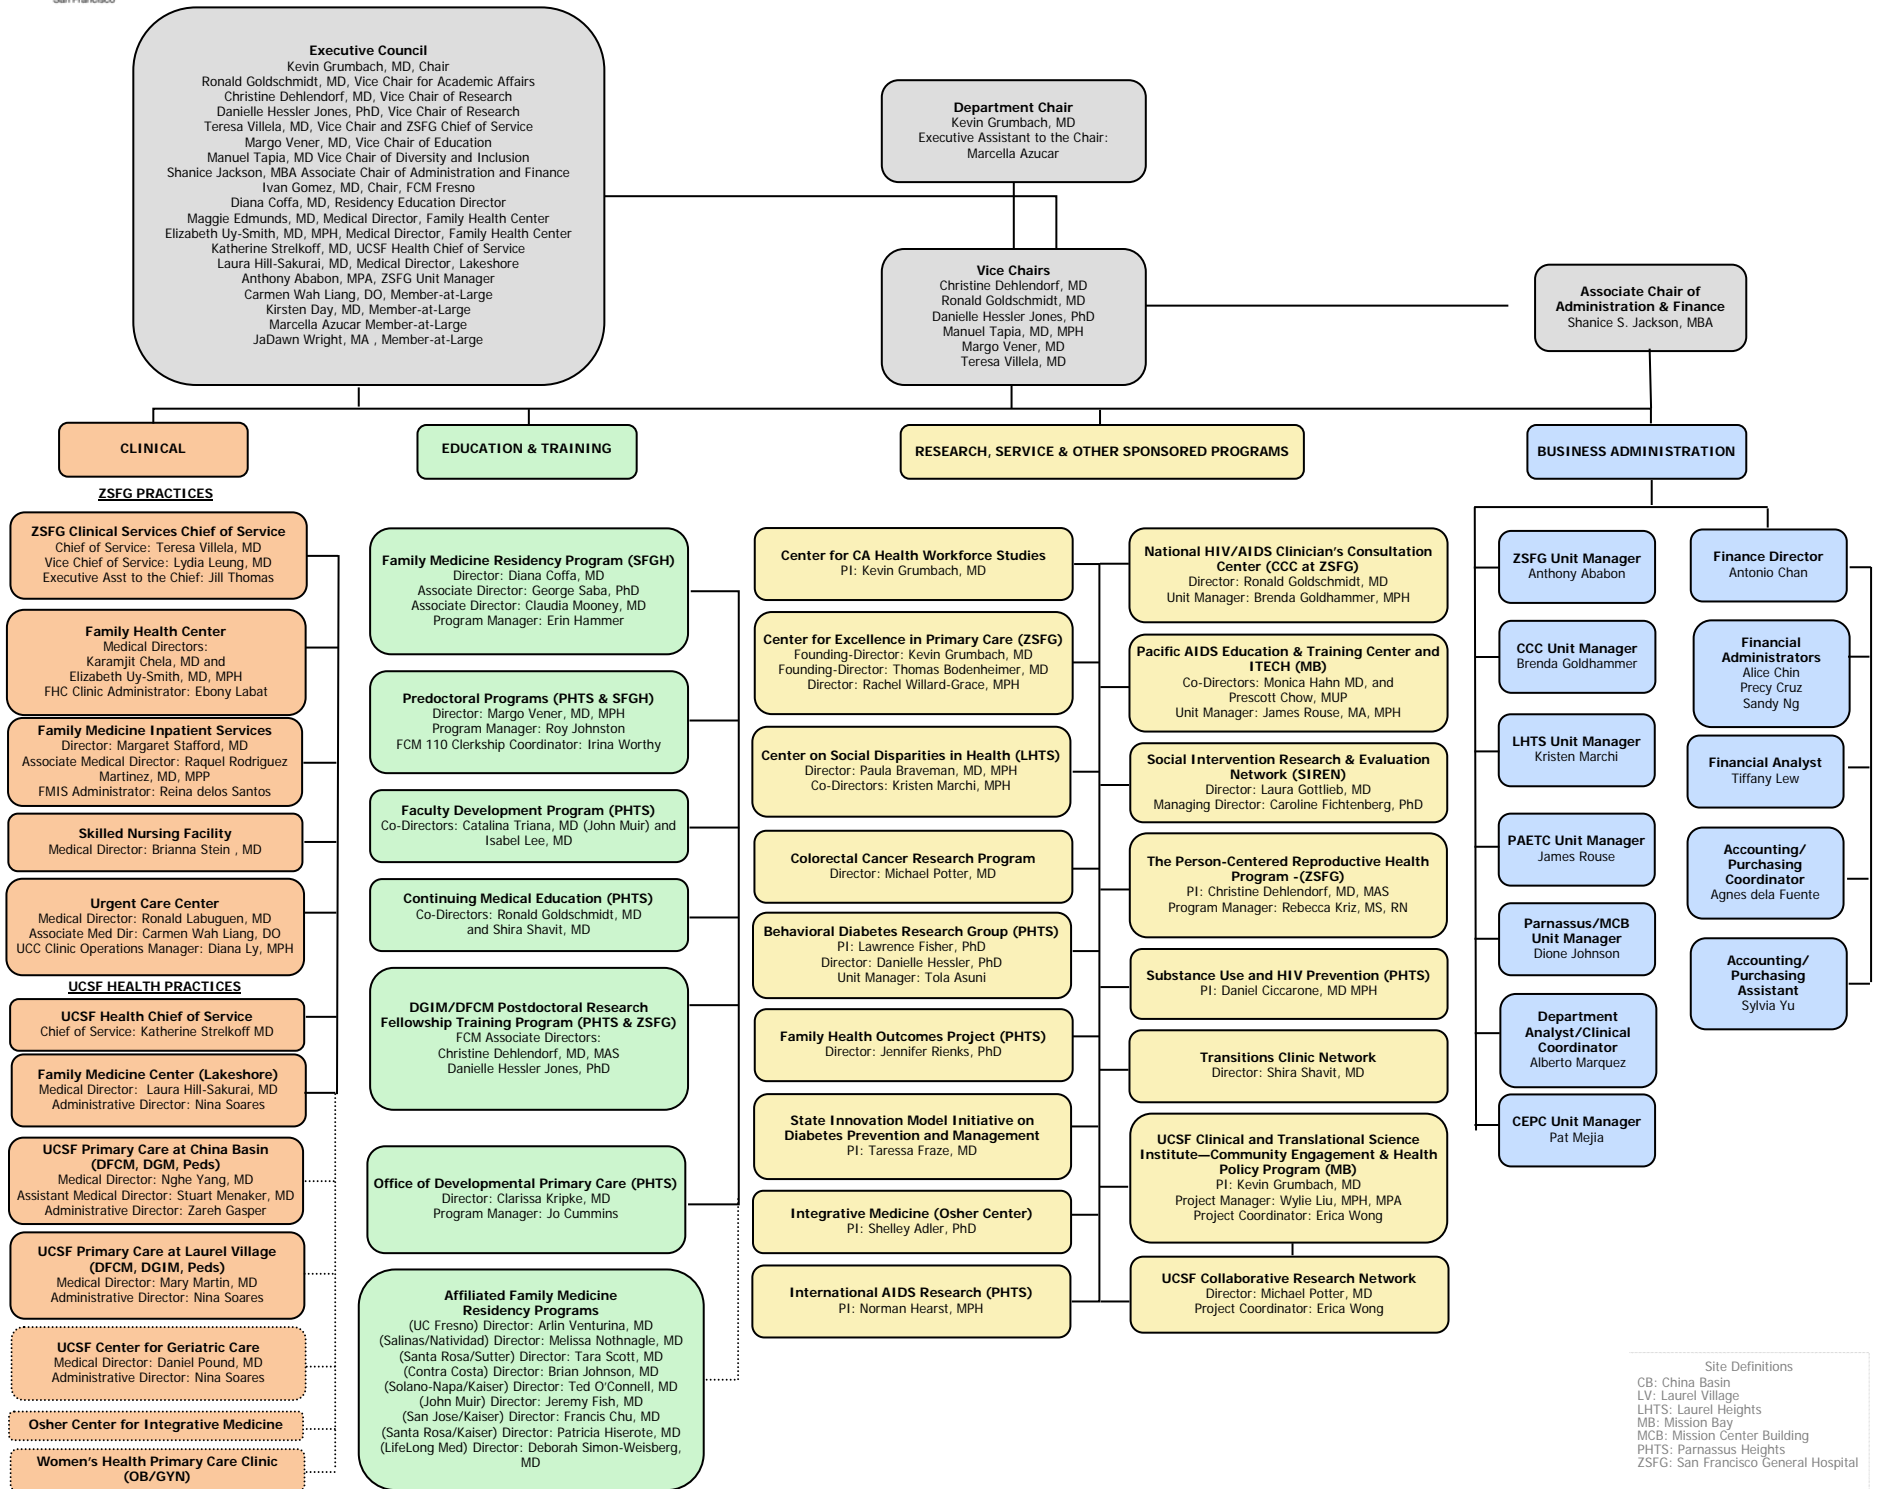 San Francisco
Executive Council
Kevin Grumbach, MD, Chair
Ronald Goldschmidt, MD, Vice Chair for Academic Affairs
Christine Dehlendorf, MD, Vice Chair of Research
Danielle Hessler Jones, PhD, Vice Chair of Research
Teresa Villela, MD, Vice Chair and ZSFG Chief of Service
Margo Vener, MD, Vice Chair of Education
Manuel Tapia, MD Vice Chair of Diversity and Inclusion
Shanice Jackson, MBA Associate Chair of Administration and Finance
Ivan Gomez, MD, Chair, FCM Fresno
Diana Coffa, MD, Residency Education Director
Maggie Edmunds, MD, Medical Director, Family Health Center
Elizabeth Uy-Smith, MD, MPH, Medical Director, Family Health Center
Katherine Strelkoff, MD, UCSF Health Chief of Service
Laura Hill-Sakurai, MD, Medical Director, Lakeshore
Anthony Ababon, MPA, ZSFG Unit Manager
Carmen Wah Liang, DO, Member-at-Large
Kirsten Day, MD, Member-at-Large
Marcella Azucar Member-at-Large
JaDawn Wright, MA , Member-at-Large
Department Chair
Kevin Grumbach, MD
Executive Assistant to the Chair:
Marcella Azucar
Vice Chairs
Christine Dehlendorf, MD
Ronald Goldschmidt, MD
Danielle Hessler Jones, PhD
Manuel Tapia, MD, MPH
Margo Vener, MD
Teresa Villela, MD
Associate Chair of
Administration & Finance
Shanice S. Jackson, MBA
CLINICAL
EDUCATION & TRAINING
RESEARCH, SERVICE & OTHER SPONSORED PROGRAMS
BUSINESS ADMINISTRATION
ZSFG PRACTICES
ZSFG Clinical Services Chief of Service
Chief of Service: Teresa Villela, MD
Vice Chief of Service: Lydia Leung, MD
Executive Asst to the Chief: Jill Thomas
Family Health Center
Medical Directors:
Karamjit Chela, MD and
Elizabeth Uy-Smith, MD, MPH
FHC Clinic Administrator: Ebony Labat
Family Medicine Inpatient Services
Director: Margaret Stafford, MD
Associate Medical Director: Raquel Rodriguez
Martinez, MD, MPP
FMIS Administrator: Reina delos Santos
Skilled Nursing Facility
Medical Director: Brianna Stein , MD
Urgent Care Center
Medical Director: Ronald Labuguen, MD
Associate Med Dir: Carmen Wah Liang, DO
UCC Clinic Operations Manager: Diana Ly, MPH
UCSF HEALTH PRACTICES
UCSF Health Chief of Service
Chief of Service: Katherine Strelkoff MD
Family Medicine Center (Lakeshore)
Medical Director: Laura Hill-Sakurai, MD
Administrative Director: Nina Soares
UCSF Primary Care at China Basin
(DFCM, DGM, Peds)
Medical Director: Nghe Yang, MD
Assistant Medical Director: Stuart Menaker, MD
Administrative Director: Zareh Gasper
UCSF Primary Care at Laurel Village
(DFCM, DGIM, Peds)
Medical Director: Mary Martin, MD
Administrative Director: Nina Soares
UCSF Center for Geriatric Care
Medical Director: Daniel Pound, MD
Administrative Director: Nina Soares
Osher Center for Integrative Medicine
Women's Health Primary Care Clinic
(OB/GYN)
Family Medicine Residency Program (SFGH)
Director: Diana Coffa, MD
Associate Director: George Saba, PhD
Associate Director: Claudia Mooney, MD
Program Manager: Erin Hammer
Predoctoral Programs (PHTS & SFGH)
Director: Margo Vener, MD, MPH
Program Manager: Roy Johnston
FCM 110 Clerkship Coordinator: Irina Worthy
Faculty Development Program (PHTS)
Co-Directors: Catalina Triana, MD (John Muir) and
Isabel Lee, MD
Continuing Medical Education (PHTS)
Co-Directors: Ronald Goldschmidt, MD
and Shira Shavit, MD
DGIM/DFCM Postdoctoral Research
Fellowship Training Program (PHTS & ZSFG)
FCM Associate Directors:
Christine Dehlendorf, MD, MAS
Danielle Hessler Jones, PhD
Office of Developmental Primary Care (PHTS)
Director: Clarissa Kripke, MD
Program Manager: Jo Cummins
Affiliated Family Medicine
Residency Programs
(UC Fresno) Director: Arlin Venturina, MD
(Salinas/Natividad) Director: Melissa Nothnagle, MD
(Santa Rosa/Sutter) Director: Tara Scott, MD
(Contra Costa) Director: Brian Johnson, MD
(Solano-Napa/Kaiser) Director: Ted O'Connell, MD
(John Muir) Director: Jeremy Fish, MD
(San Jose/Kaiser) Director: Francis Chu, MD
(Santa Rosa/Kaiser) Director: Patricia Hiserote, MD
(LifeLong Med) Director: Deborah Simon-Weisberg,
MD
Center for CA Health Workforce Studies
PI: Kevin Grumbach, MD
Center for Excellence in Primary Care (ZSFG)
Founding-Director: Kevin Grumbach, MD
Founding-Director: Thomas Bodenheimer, MD
Director: Rachel Willard-Grace, MPH
Center on Social Disparities in Health (LHTS)
Director: Paula Braveman, MD, MPH
Co-Directors: Kristen Marchi, MPH
Colorectal Cancer Research Program
Director: Michael Potter, MD
Behavioral Diabetes Research Group (PHTS)
PI: Lawrence Fisher, PhD
Director: Danielle Hessler, PhD
Unit Manager: Tola Asuni
Family Health Outcomes Project (PHTS)
Director: Jennifer Rienks, PhD
State Innovation Model Initiative on
Diabetes Prevention and Management
PI: Taressa Fraze, MD
Integrative Medicine (Osher Center)
PI: Shelley Adler, PhD
International AIDS Research (PHTS)
PI: Norman Hearst, MPH
National HIV/AIDS Clinician's Consultation
Center (CCC at ZSFG)
Director: Ronald Goldschmidt, MD
Unit Manager: Brenda Goldhammer, MPH
Pacific AIDS Education & Training Center and
ITECH (MB)
Co-Directors: Monica Hahn MD, and
Prescott Chow, MUP
Unit Manager: James Rouse, MA, MPH
Social Intervention Research & Evaluation
Network (SIREN)
Director: Laura Gottlieb, MD
Managing Director: Caroline Fichtenberg, PhD
The Person-Centered Reproductive Health
Program -(ZSFG)
PI: Christine Dehlendorf, MD, MAS
Program Manager: Rebecca Kriz, MS, RN
Substance Use and HIV Prevention (PHTS)
PI: Daniel Ciccarone, MD MPH
Transitions Clinic Network
Director: Shira Shavit, MD
UCSF Clinical and Translational Science
Institute—Community Engagement & Health
Policy Program (MB)
PI: Kevin Grumbach, MD
Project Manager: Wylie Liu, MPH, MPA
Project Coordinator: Erica Wong
UCSF Collaborative Research Network
Director: Michael Potter, MD
Project Coordinator: Erica Wong
ZSFG Unit Manager
Anthony Ababon
CCC Unit Manager
Brenda Goldhammer
LHTS Unit Manager
Kristen Marchi
PAETC Unit Manager
James Rouse
Parnassus/MCB
Unit Manager
Dione Johnson
Department
Analyst/Clinical
Coordinator
Alberto Marquez
CEPC Unit Manager
Pat Mejia
Finance Director
Antonio Chan
Financial
Administrators
Alice Chin
Precy Cruz
Sandy Ng
Financial Analyst
Tiffany Lew
Accounting/
Purchasing
Coordinator
Agnes dela Fuente
Accounting/
Purchasing
Assistant
Sylvia Yu
Site Definitions
CB: China Basin
LV: Laurel Village
LHTS: Laurel Heights
MB: Mission Bay
MCB: Mission Center Building
PHTS: Parnassus Heights
ZSFG: San Francisco General Hospital